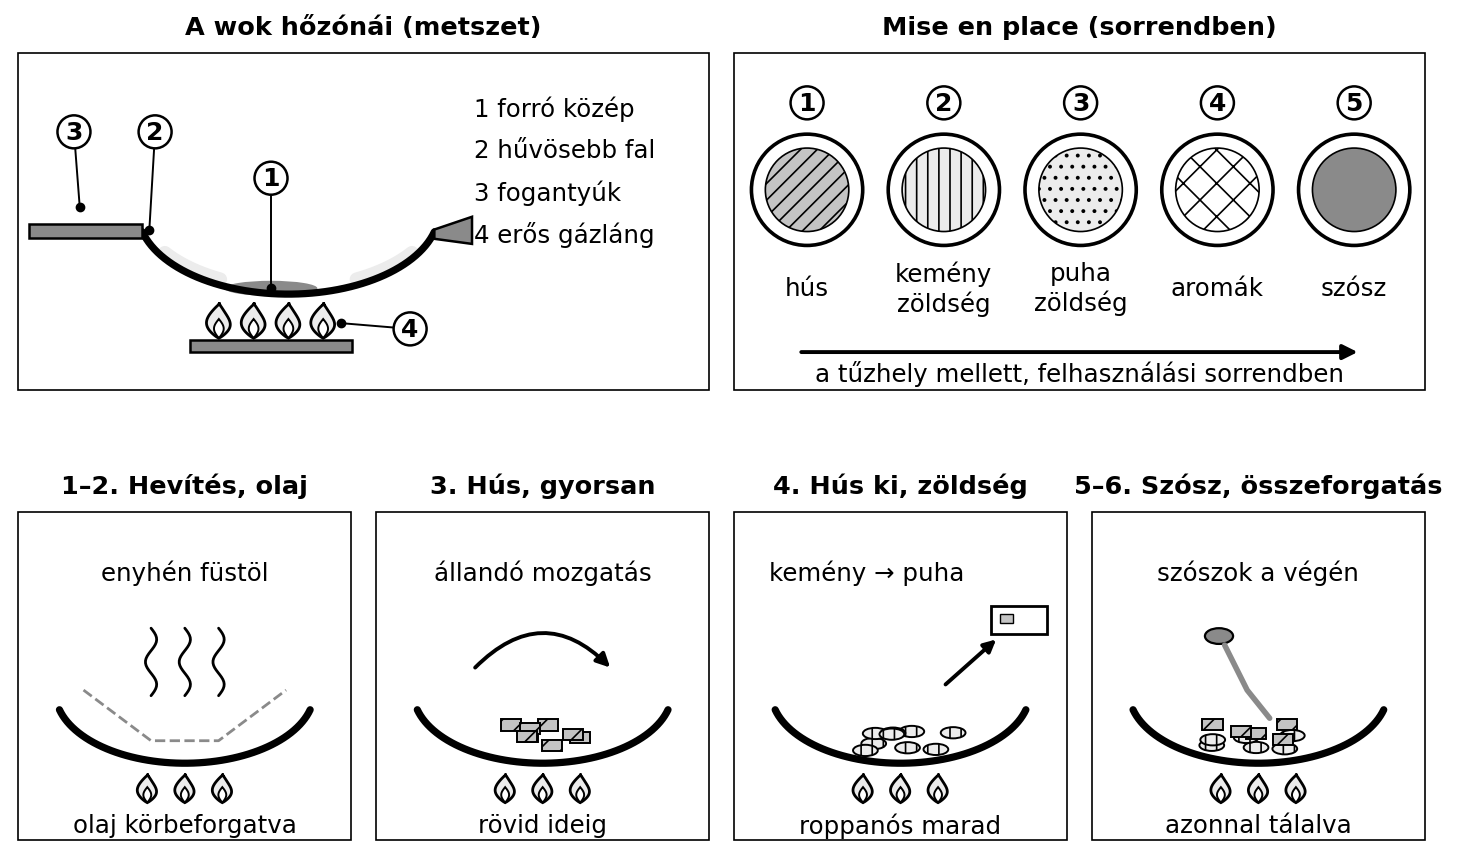 A wok hőzónái (metszet)
3
2
1
4
1 forró közép
2 hűvösebb fal
3 fogantyúk
4 erős gázláng
Mise en place (sorrendben)
1
2
3
4
5
hús
kemény
zöldség
puha
zöldség
aromák
szósz
a tűzhely mellett, felhasználási sorrendben
1–2. Hevítés, olaj
enyhén füstöl
olaj körbeforgatva
3. Hús, gyorsan
állandó mozgatás
rövid ideig
4. Hús ki, zöldség
kemény → puha
roppanós marad
5–6. Szósz, összeforgatás
szószok a végén
azonnal tálalva